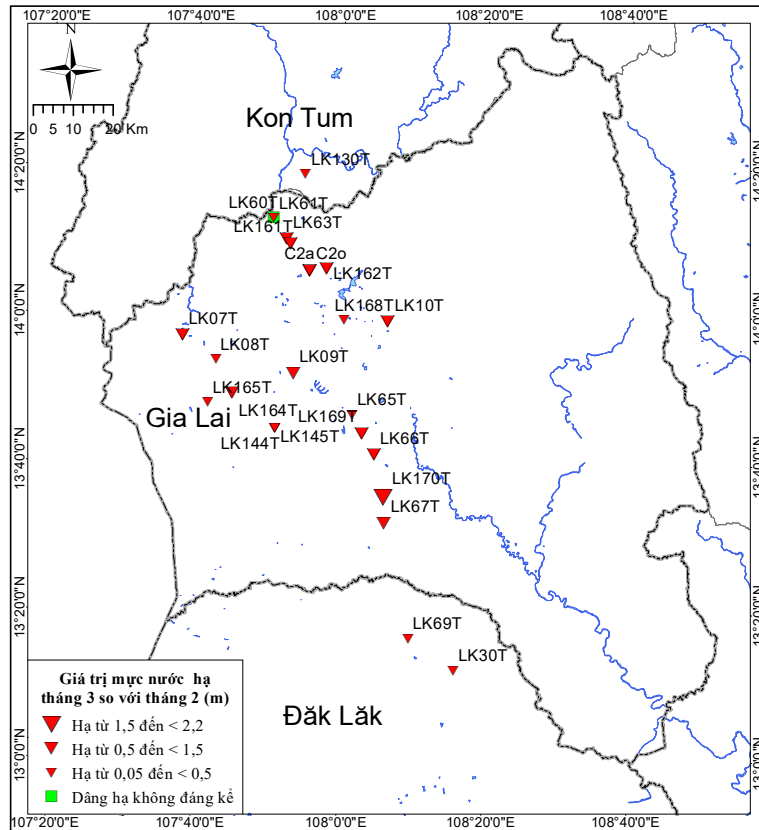 107°20'0"E 107°40'0"E 108°0'0"E 108°20'0"E 108°40'0"E
N
0 5 10 20 Km
Kon Tum
14°20'0"N 14°20'0"N
LK130T
LK60T LK61T
LK161T LK63T
C2a C2o
LK162T
14°0'0"N 14°0'0"N
LK168T LK10T
LK07T
LK08T
LK09T
LK165T
LK65T
Gia Lai
LK164T LK169T
LK144T LK145T
LK66T
13°40'0"N 13°40'0"N
LK170T
LK67T
13°20'0"N 13°20'0"N
LK69T
LK30T
Giá trị mực nước hạ
tháng 3 so với tháng 2 (m)
Hạ từ 1,5 đến < 2,2
Hạ từ 0,5 đến < 1,5
Hạ từ 0,05 đến < 0,5
Dâng hạ không đáng kể
Đăk Lăk
13°0'0"N 13°0'0"N
107°20'0"E 107°40'0"E 108°0'0"E 108°20'0"E 108°40'0"E